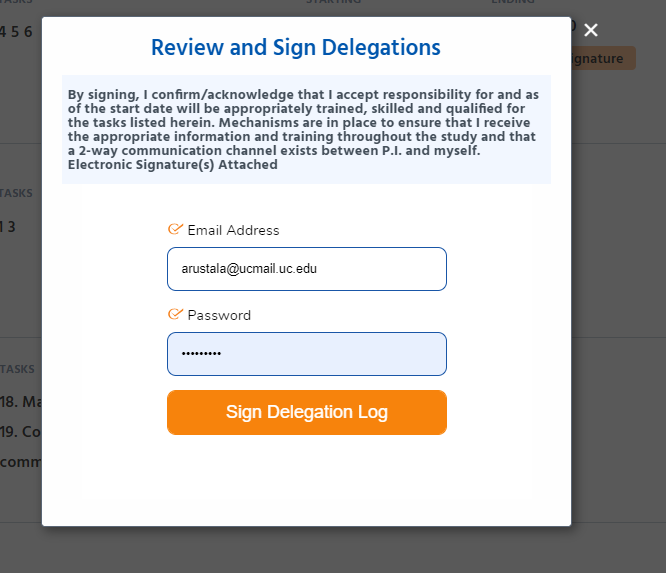 TASKS
STARTING
ENDING
4 5 6
Review and Sign Delegations
By signing, I confirm/acknowledge that I accept responsibility for and as
of the start date will be appropriately trained, skilled and qualified for
the tasks listed herein. Mechanisms are in place to ensure that I receive
the appropriate information and training throughout the study and that
a 2-way communication channel exists between P.I. and myself.
Electronic Signature(s) Attached
TASKS
1 3
Email Address
arustala@ucmail.uc.edu
Password
•••••••••
Sign Delegation Log
TASKS
18. Ma
19. Co
comm